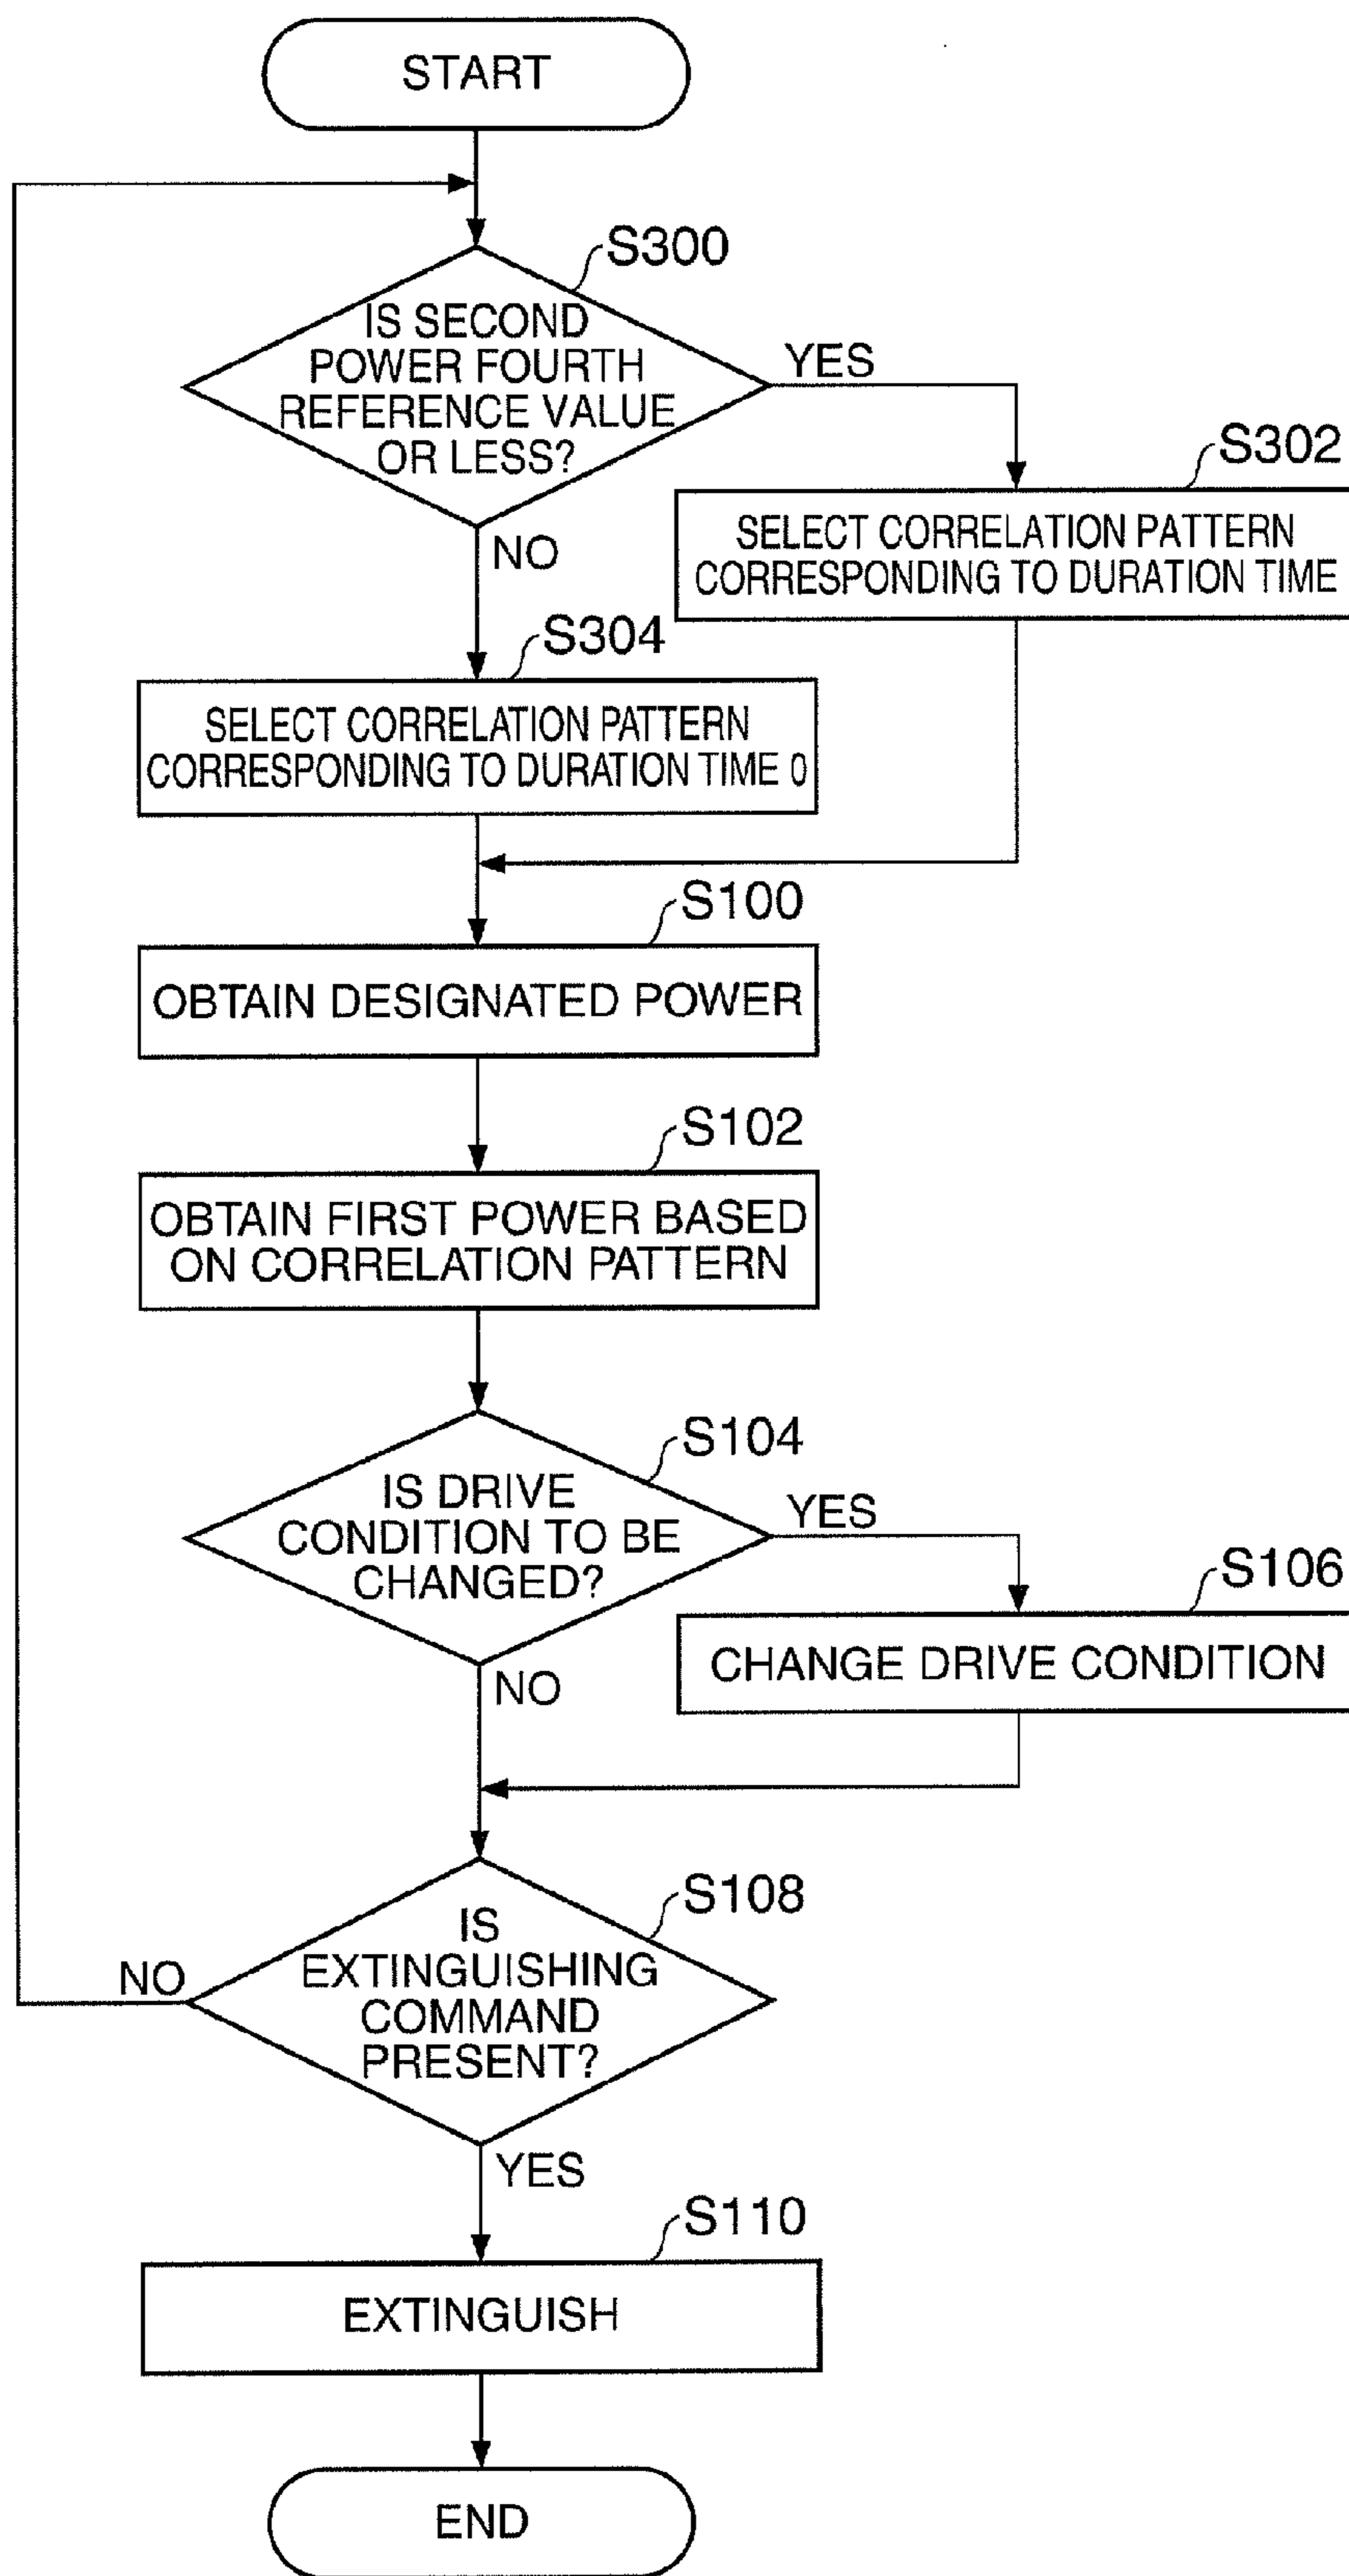 START
S300
IS SECOND
POWER FOURTH
REFERENCE VALUE
OR LESS?
YES
NO
S302
SELECT CORRELATION PATTERN
CORRESPONDING TO DURATION TIME
S304
SELECT CORRELATION PATTERN
CORRESPONDING TO DURATION TIME 0
S100
OBTAIN DESIGNATED POWER
S102
OBTAIN FIRST POWER BASED
ON CORRELATION PATTERN
S104
IS DRIVE
CONDITION TO BE
CHANGED?
YES
NO
S106
CHANGE DRIVE CONDITION
S108
IS
EXTINGUISHING
COMMAND
PRESENT?
NO
YES
S110
EXTINGUISH
END